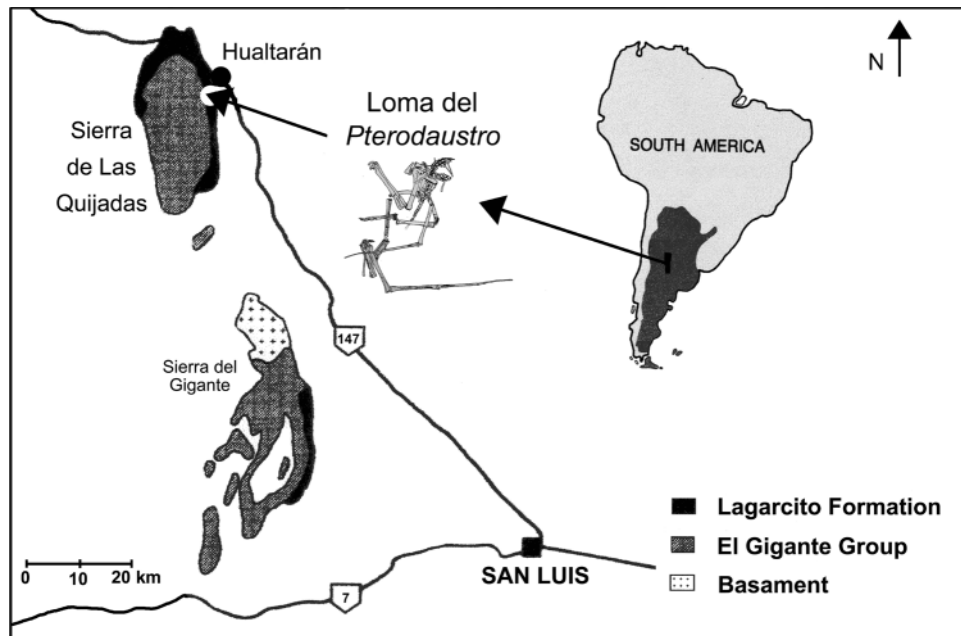 Hualtarán
N
Loma del
Pterodaustro
Sierra
de Las
Quijadas
SOUTH AMERICA
147
Sierra del
Gigante
Lagarcito Formation
El Gigante Group
Basament
0 10 20 km
SAN LUIS
7